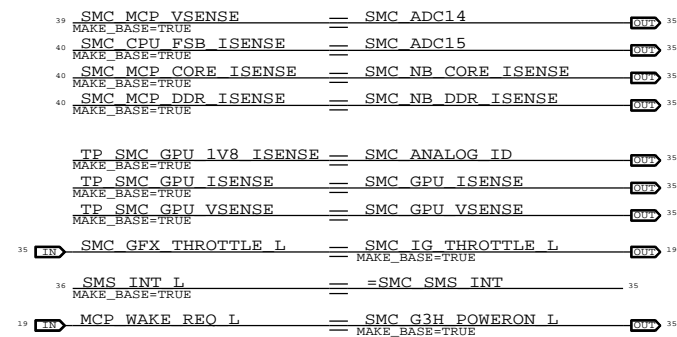 39 SMC_MCP_VSENSE SMC_ADC14 OUT 35
MAKE_BASE=TRUE
40 SMC_CPU_FSB_ISENSE SMC_ADC15 OUT 35
MAKE_BASE=TRUE
40 SMC_MCP_CORE_ISENSE SMC_NB_CORE_ISENSE OUT 35
MAKE_BASE=TRUE
40 SMC_MCP_DDR_ISENSE SMC_NB_DDR_ISENSE OUT 35
MAKE_BASE=TRUE
TP_SMC_GPU_1V8_ISENSE SMC_ANALOG_ID OUT 35
MAKE_BASE=TRUE
TP_SMC_GPU_ISENSE SMC_GPU_ISENSE OUT 35
MAKE_BASE=TRUE
TP_SMC_GPU_VSENSE SMC_GPU_VSENSE OUT 35
MAKE_BASE=TRUE
35 IN SMC_GFX_THROTTLE_L SMC_IG_THROTTLE_L OUT 19
MAKE_BASE=TRUE
36 SMS_INT_L =SMC_SMS_INT 35
MAKE_BASE=TRUE
19 IN MCP_WAKE_REQ_L SMC_G3H_POWERON_L OUT 35
MAKE_BASE=TRUE